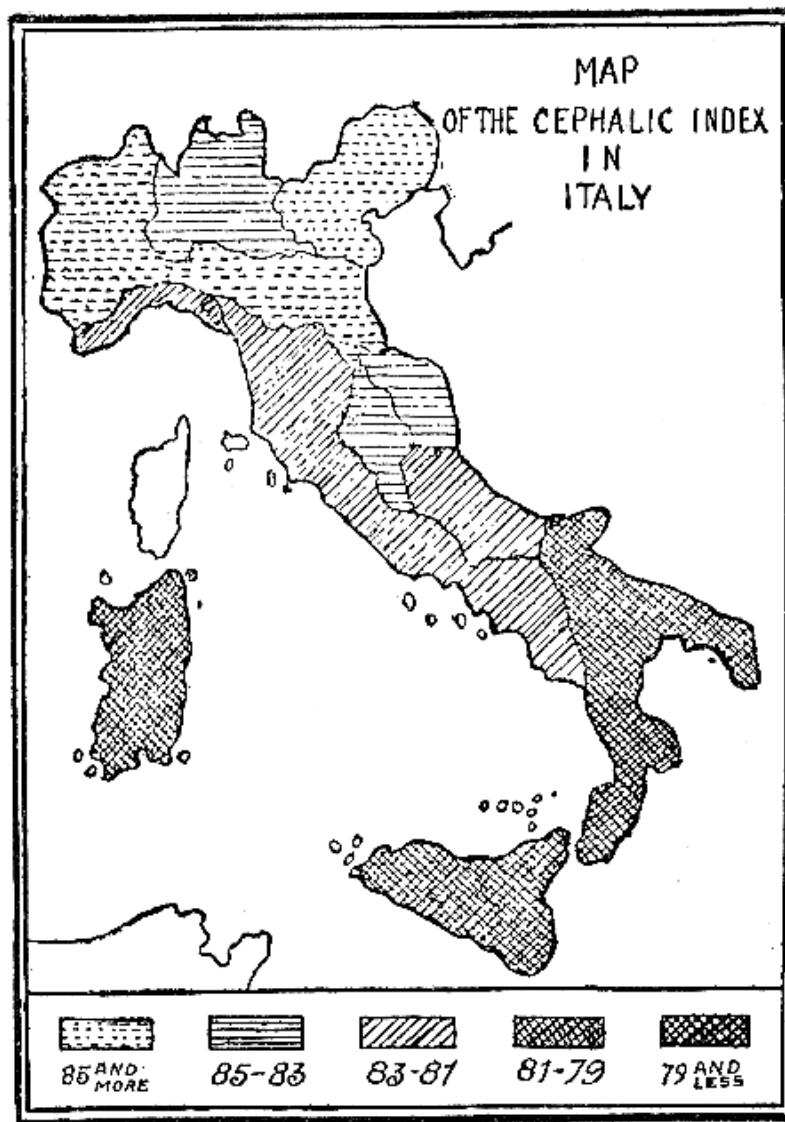 MAP
OF THE CEPHALIC INDEX
IN
ITALY
85 AND MORE
85-83
83-81
81-79
79 AND LESS